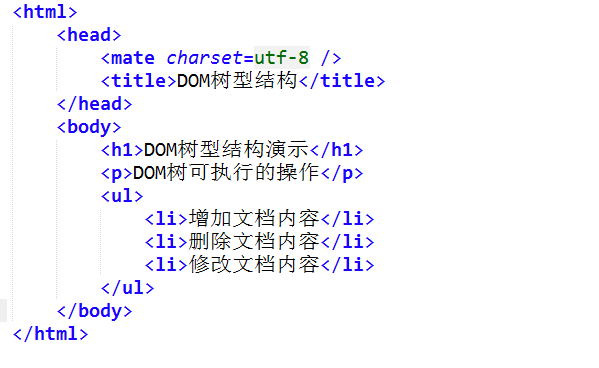 <html>
<head>
<mate charset=utf-8 />
<title>DOM树型结构</title>
</head>
<body>
<h1>DOM树型结构演示</h1>
<p>DOM树可执行的操作</p>
<ul>
<li>增加文档内容</li>
<li>删除文档内容</li>
<li>修改文档内容</li>
</ul>
</body>
</html>